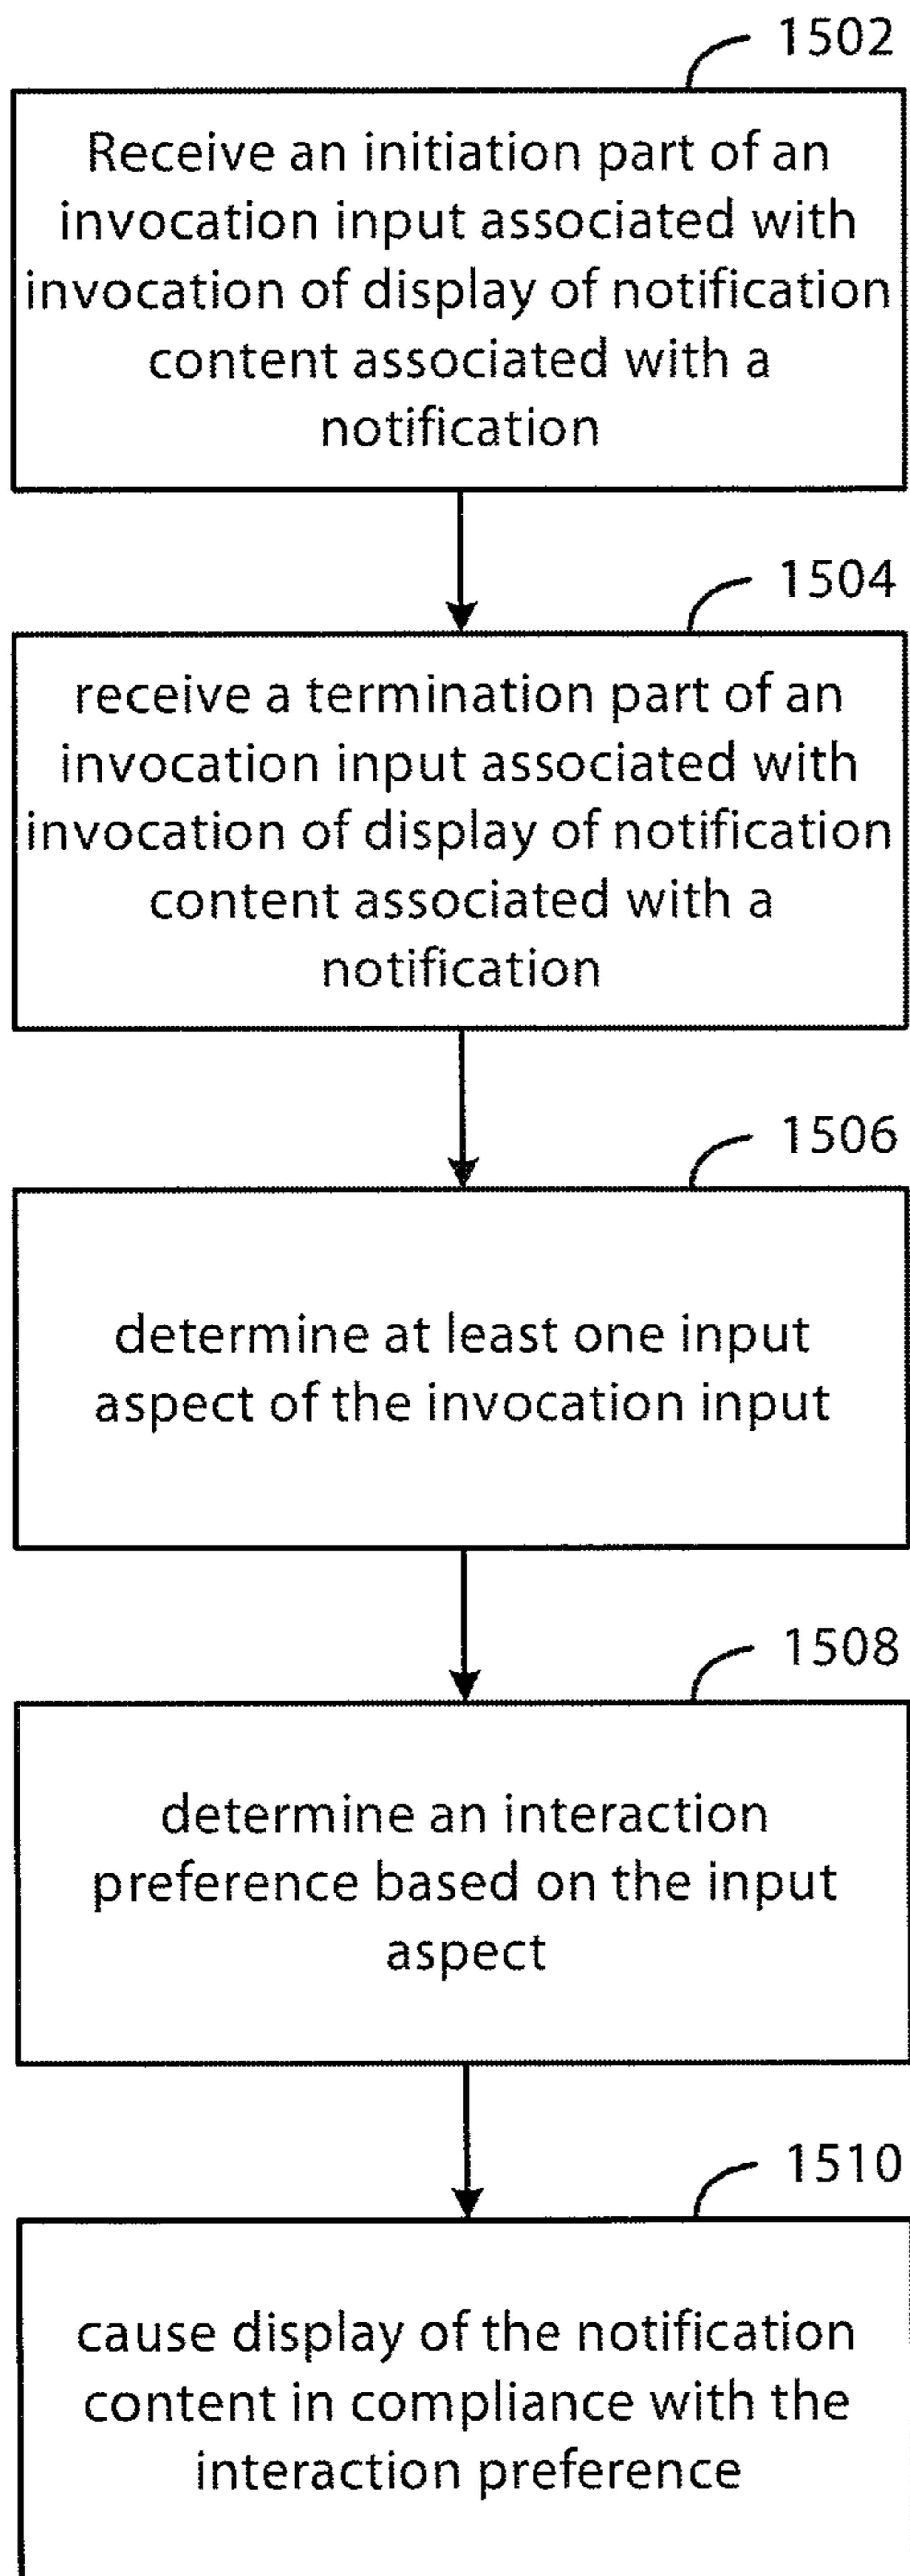 1502
Receive an initiation part of an
invocation input associated with
invocation of display of notification
content associated with a
notification
1504
receive a termination part of an
invocation input associated with
invocation of display of notification
content associated with a
notification
1506
determine at least one input
aspect of the invocation input
1508
determine an interaction
preference based on the input
aspect
1510
cause display of the notification
content in compliance with the
interaction preference